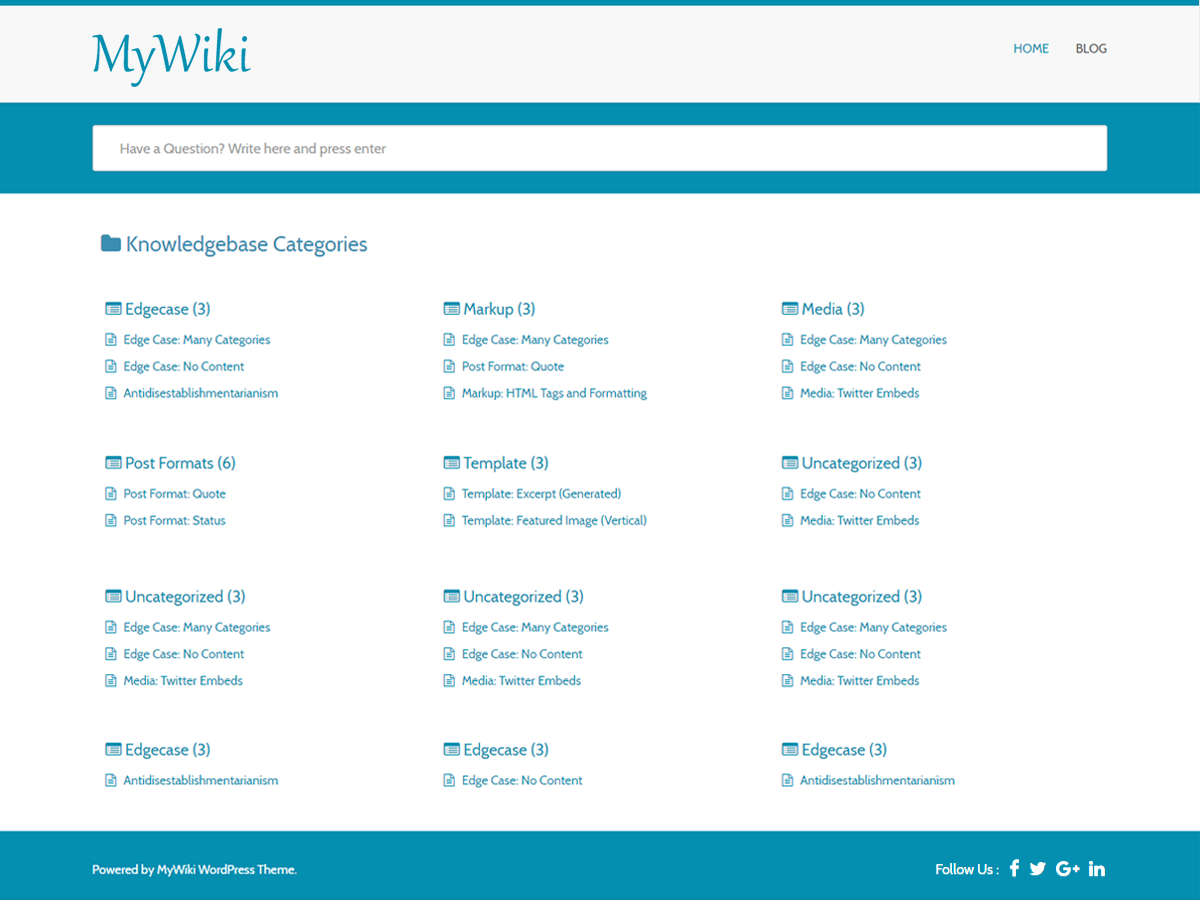 MyWiki
HOME BLOG
Have a Question? Write here and press enter
Knowledgebase Categories
Edgecase (3)
Edge Case: Many Categories
Edge Case: No Content
Antidisestablishmentarianism
Markup (3)
Edge Case: Many Categories
Post Format: Quote
Markup: HTML Tags and Formatting
Media (3)
Edge Case: Many Categories
Edge Case: No Content
Media: Twitter Embeds
Post Formats (6)
Post Format: Quote
Post Format: Status
Template (3)
Template: Excerpt (Generated)
Template: Featured Image (Vertical)
Uncategorized (3)
Edge Case: No Content
Media: Twitter Embeds
Uncategorized (3)
Edge Case: Many Categories
Edge Case: No Content
Media: Twitter Embeds
Uncategorized (3)
Edge Case: Many Categories
Edge Case: No Content
Media: Twitter Embeds
Uncategorized (3)
Edge Case: Many Categories
Edge Case: No Content
Media: Twitter Embeds
Edgecase (3)
Antidisestablishmentarianism
Edgecase (3)
Edge Case: No Content
Edgecase (3)
Antidisestablishmentarianism
Powered by MyWiki WordPress Theme.
Follow Us :